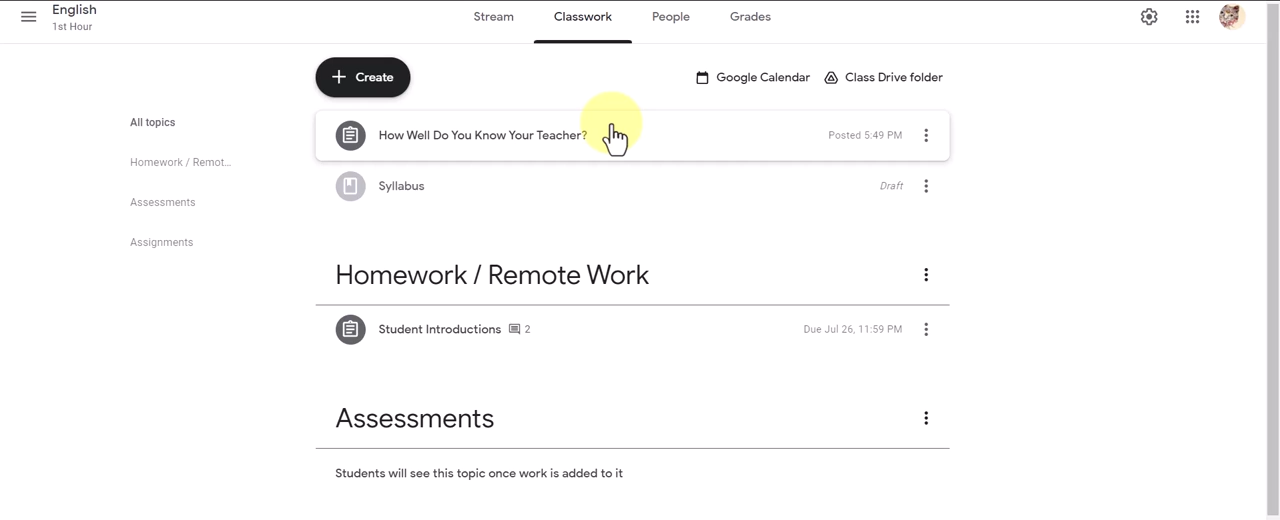 English
1st Hour
Stream
Classwork
People
Grades
Create
Google Calendar
Class Drive folder
All topics
Homework / Remot...
Assessments
Assignments
How Well Do You Know Your Teacher?
Posted 5:49 PM
Syllabus
Draft
Homework / Remote Work
Student Introductions
2
Due Jul 26, 11:59 PM
Assessments
Students will see this topic once work is added to it